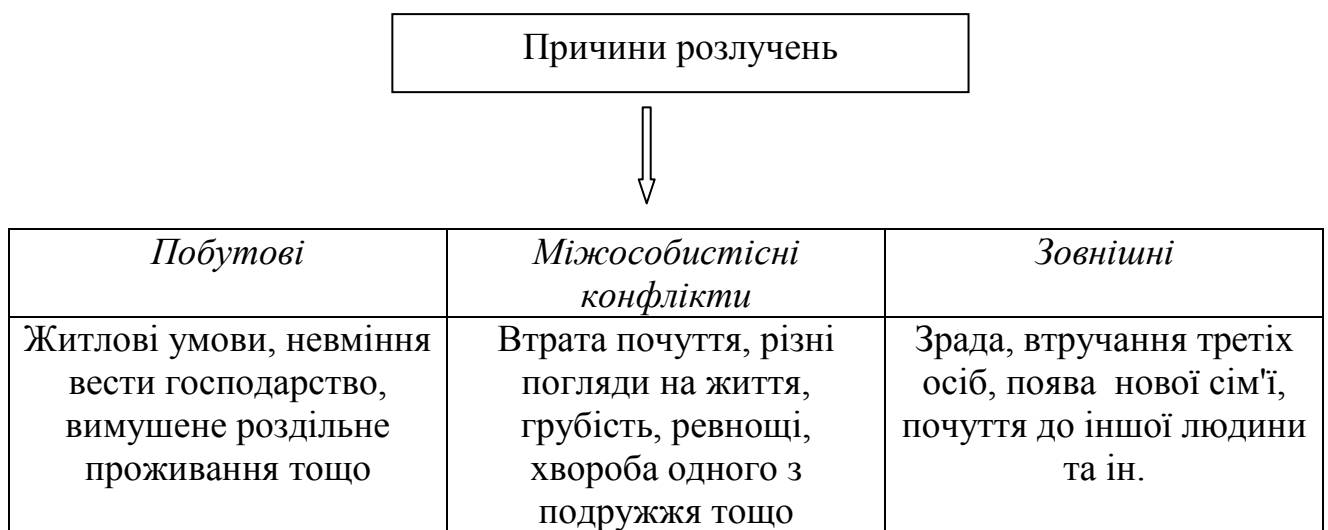 Причини розлучень
Побутові
Міжособистісні
конфлікти
Зовнішні
Житлові умови, невміння
вести господарство,
вимушене роздільне
проживання тощо
Втрата почуття, різні
погляди на життя,
грубість, ревнощі,
хвороба одного з
подружжя тощо
Зрада, втручання третіх
осіб, поява нової сім'ї,
почуття до іншої людини
та ін.